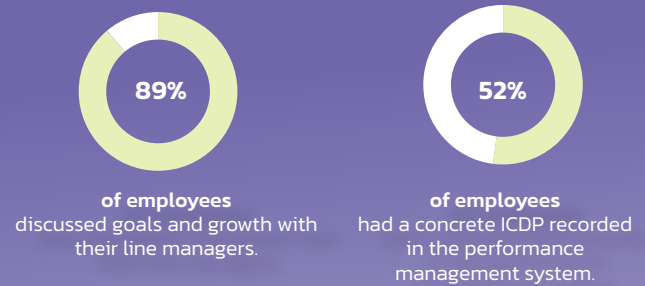 89%
of employees
discussed goals and growth with
their line managers.
52%
of employees
had a concrete ICDP recorded
in the performance
management system.